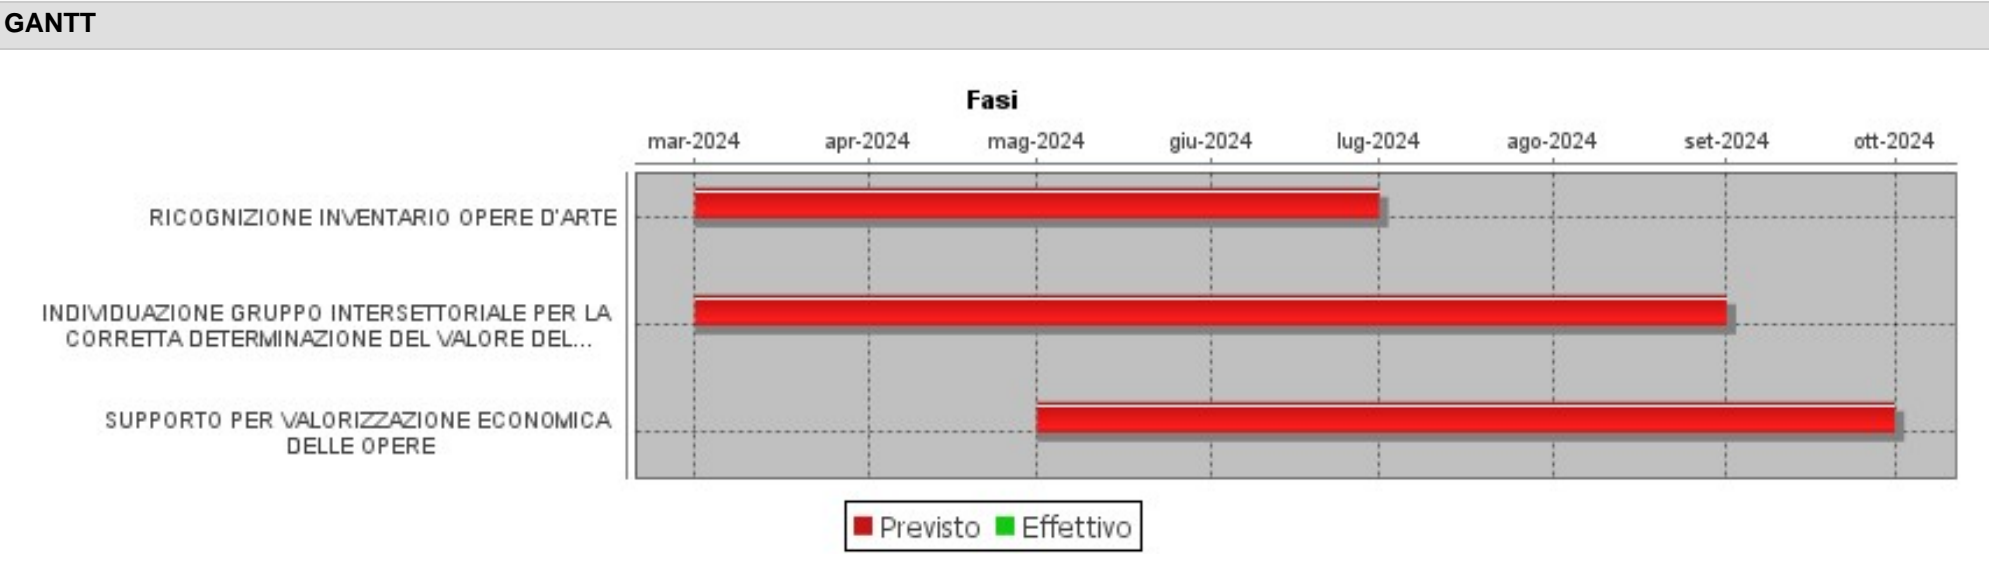 GANTT
Fasi
mar-2024 apr-2024 mag-2024 giu-2024 lug-2024 ago-2024 set-2024 ott-2024
RICOGNIZIONE INVENTARIO OPERE D'ARTE
INDIVIDUAZIONE GRUPPO INTERSETTORIALE PER LA
CORRETTA DETERMINAZIONE DEL VALORE DEL...
SUPPORTO PER VALORIZZAZIONE ECONOMICA
DELLE OPERE
Previsto Effettivo